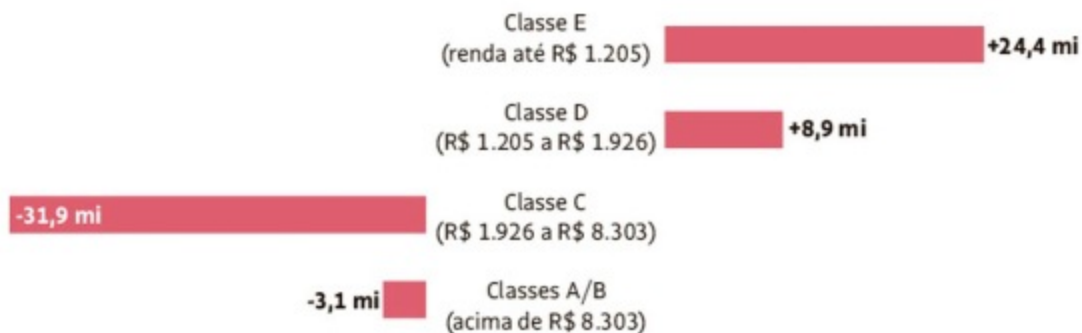 Classe E
(renda até R$ 1.205)
+24,4 mi
Classe D
(R$ 1.205 a R$ 1.926)
+8,9 mi
-31,9 mi
Classe C
(R$ 1.926 a R$ 8.303)
-3,1 mi
Classes A/B
(acima de R$ 8.303)